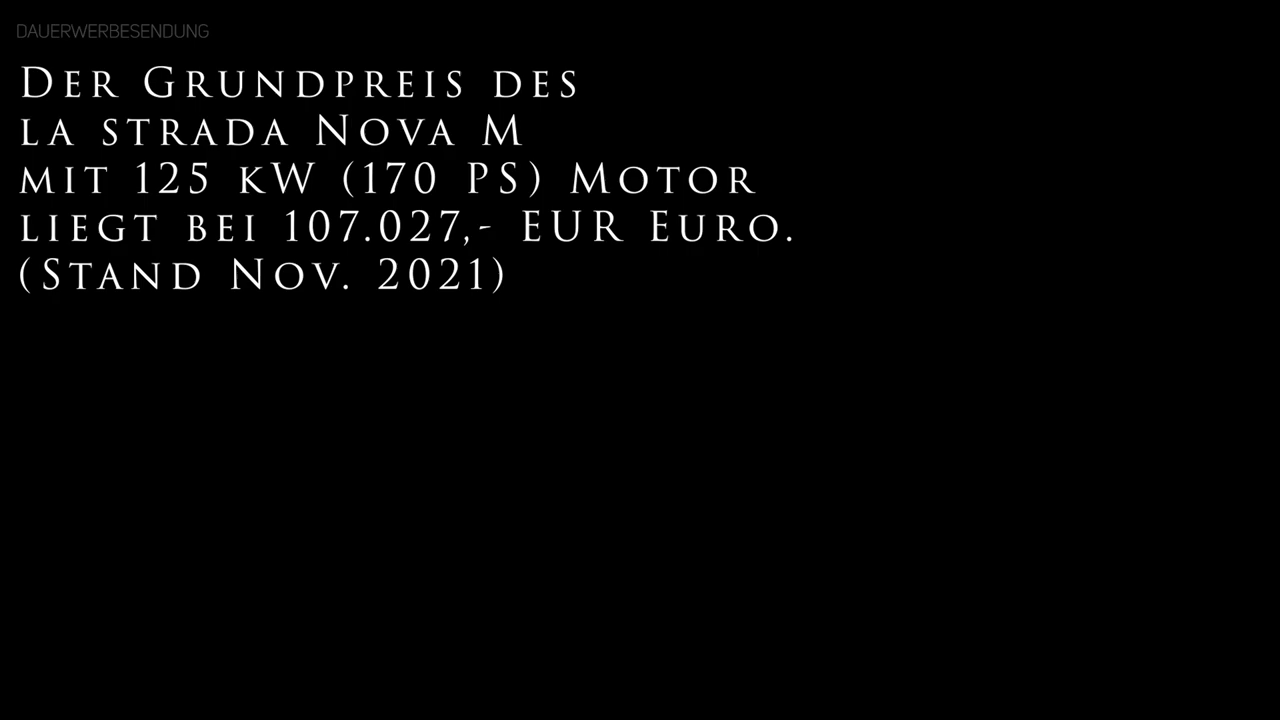 DAUERWERBESENDUNG
Der Grundpreis des
la strada Nova M
mit 125 kW (170 PS) Motor
liegt bei 107.027,- EUR Euro.
(Stand Nov. 2021)